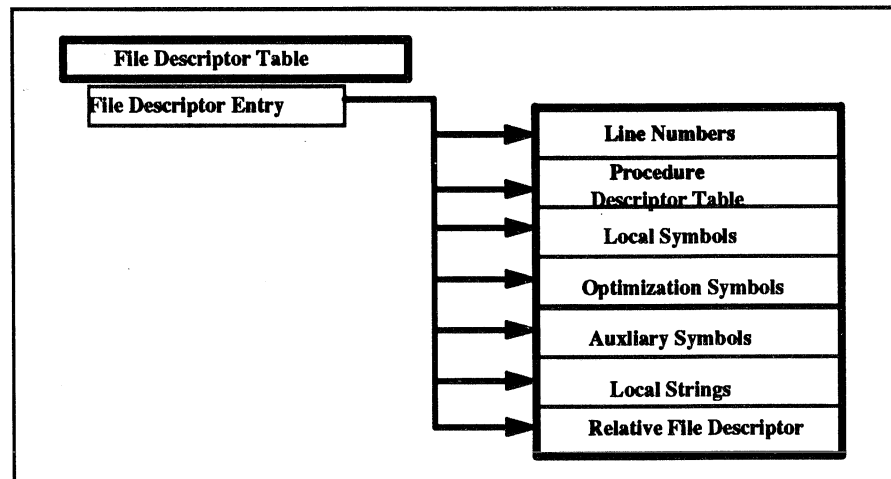 File Descriptor Table
File Descriptor Entry
Line Numbers
Procedure
Descriptor Table
Local Symbols
Optimization Symbols
Auxliary Symbols
Local Strings
Relative File Descriptor